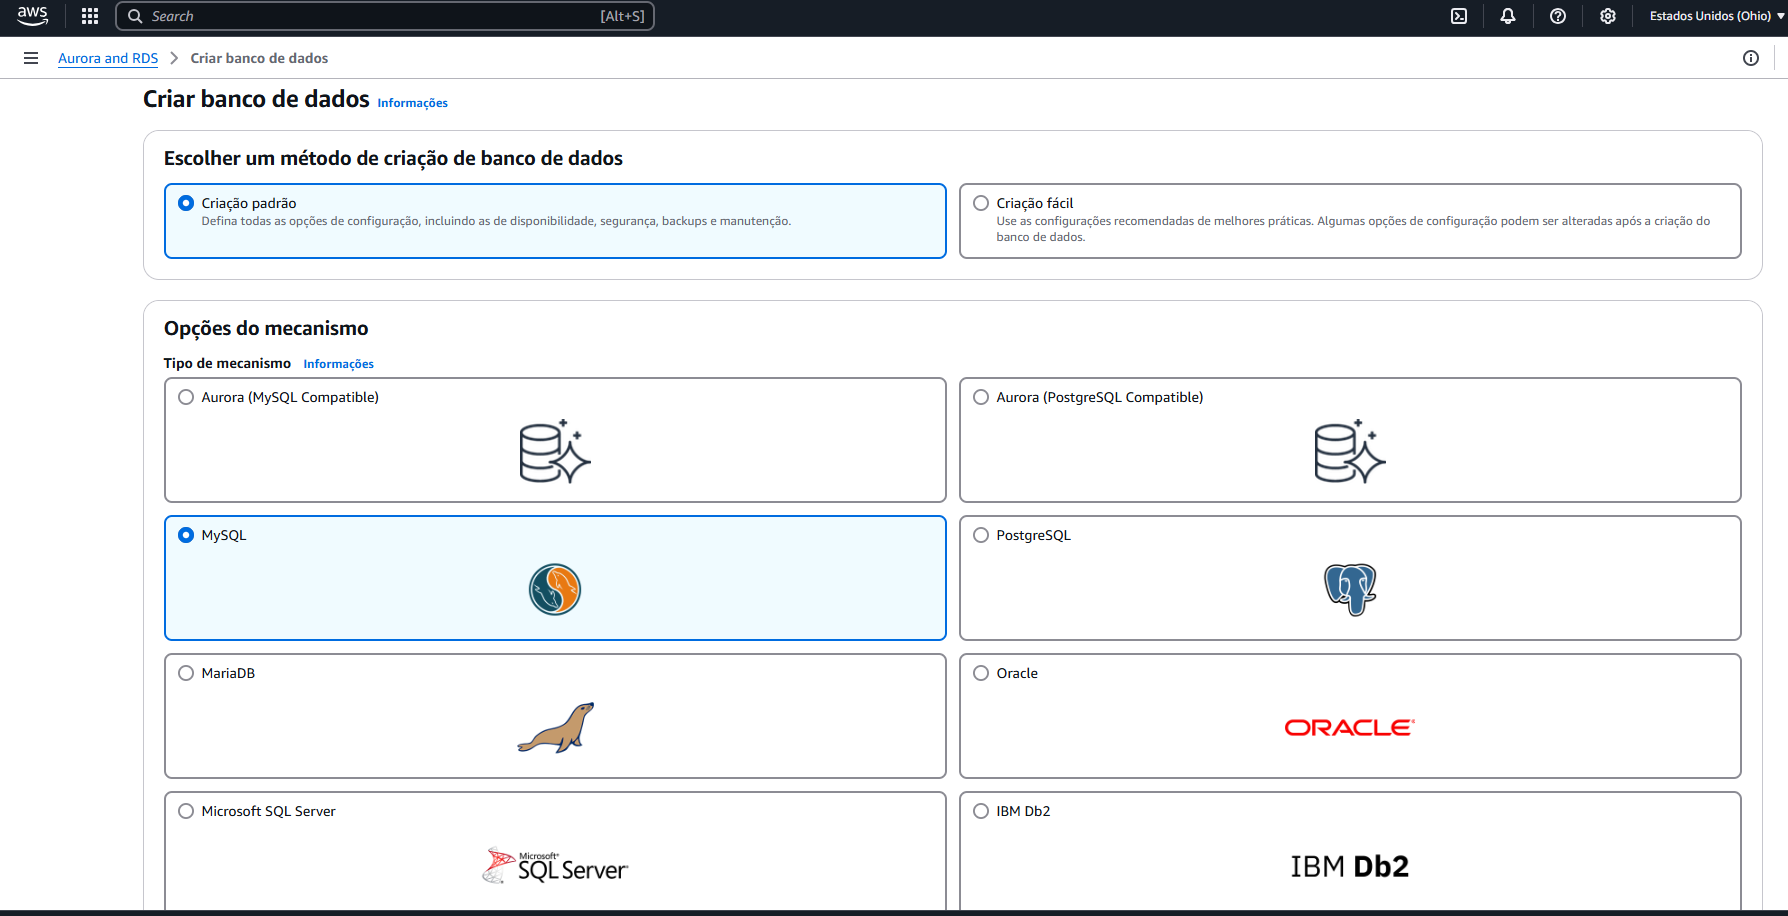 aws
Search [Alt+S]
Estados Unidos (Ohio)
Aurora and RDS > Criar banco de dados
Criar banco de dados Informações
Escolher um método de criação de banco de dados
Criação padrão
Defina todas as opções de configuração, incluindo as de disponibilidade, segurança, backups e manutenção.
Criação fácil
Use as configurações recomendadas de melhores práticas. Algumas opções de configuração podem ser alteradas após a criação do
banco de dados.
Opções do mecanismo
Tipo de mecanismo Informações
Aurora (MySQL Compatible)
Aurora (PostgreSQL Compatible)
MySQL
PostgreSQL
MariaDB
Oracle
ORACLE
Microsoft SQL Server
Microsoft
SQL Server
IBM Db2
IBM Db2